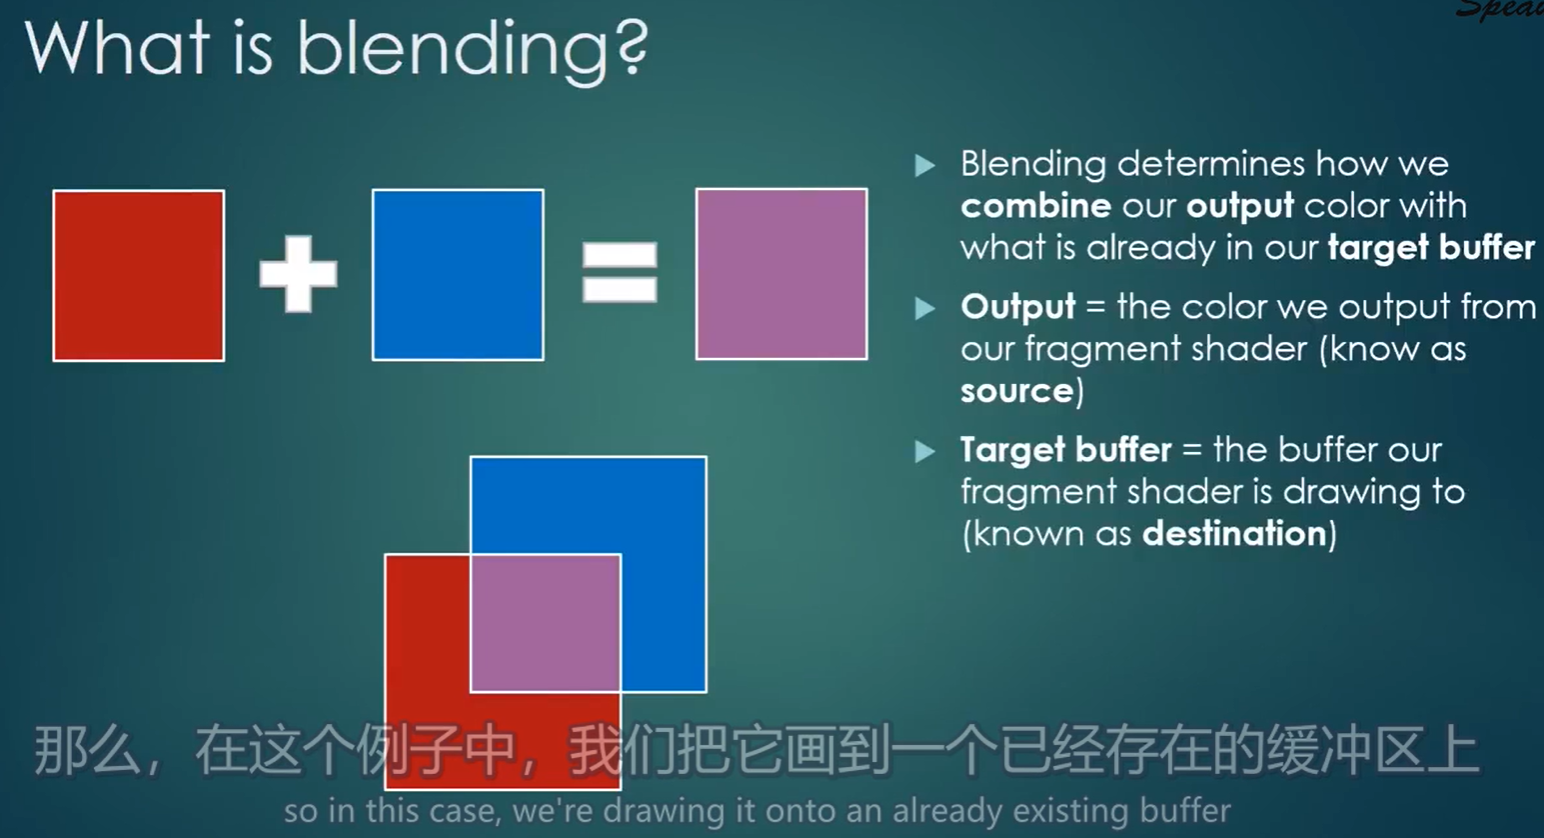 What is blending?
Blending determines how we
combine our output color with
what is already in our target buffer
Output = the color we output from
our fragment shader (know as
source)
Target buffer = the buffer our
fragment shader is drawing to
(known as destination)
那么，在这个例子中，我们把它画到一个已经存在的缓冲区上
so in this case, we're drawing it onto an already existing buffer